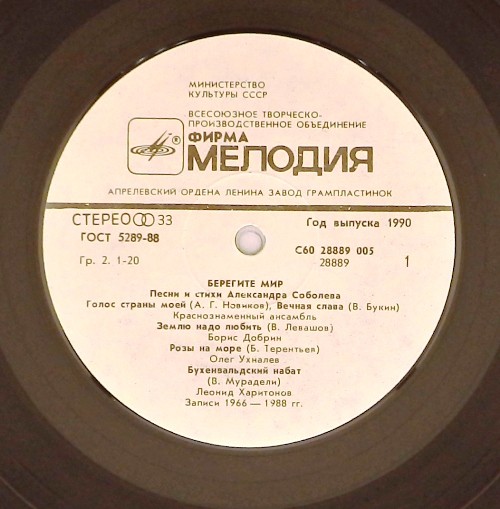 МИНИСТЕРСТВО
КУЛЬТУРЫ СССР
ВСЕСОЮЗНОЕ ТВОРЧЕСКО-
ПРОИЗВОДСТВЕННОЕ ОБЪЕДИНЕНИЕ
® ФИРМА
МЕЛОДИЯ
АПРЕЛЕВСКИЙ ОРДЕНА ЛЕНИНА ЗАВОД ГРАМПЛАСТИНОК
СТЕРЕО 33 Год выпуска 1990
ГОСТ 5289-88 С60 28889 005
Гр. 2. 1-20 28889 1
БЕРЕГИТЕ МИР
Песни и стихи Александра Соболева
Голос страны моей (А. Г. Новиков), Вечная слава (В. Букин)
Краснознаменный ансамбль
Землю надо любить (В. Левашов)
Борис Добрин
Розы на море (Б. Терентьев)
Олег Ухналев
Бухенвальдский набат
(В. Мурадели)
Леонид Харитонов
Записи 1966 — 1988 гг.